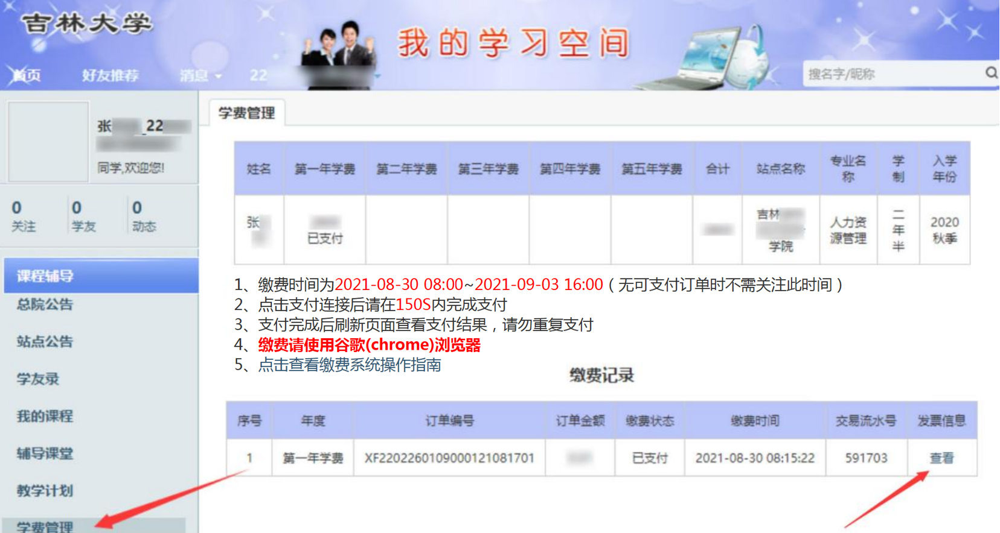 吉林大学
我的学习空间
首页 好友推荐 消息 22
搜名字/昵称
张 _22
同学,欢迎您!
0 0 0
关注 学友 动态
课程辅导
总院公告
站点公告
学友录
我的课程
辅导课堂
教学计划
学费管理
学费管理
姓名 第一年学费 第二年学费 第三年学费 第四年学费 第五年学费 合计 站点名称 专业名称 学制 入学年份
张 已支付 吉林 学院 人力资源管理 二年半 2020秋季
1、缴费时间为2021-08-30 08:00~2021-09-03 16:00（无可支付订单时不需关注此时间）
2、点击支付连接后请在150S内完成支付
3、支付完成后刷新页面查看支付结果，请勿重复支付
4、缴费请使用谷歌(chrome)浏览器
5、点击查看缴费系统操作指南
缴费记录
序号 年度 订单编号 订单金额 缴费状态 缴费时间 交易流水号 发票信息
1 第一年学费 XF22022601090000121081701 已支付 2021-08-30 08:15:22 591703 查看